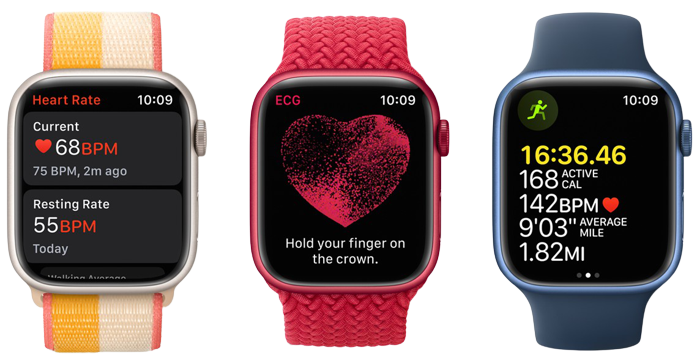 Heart Rate 10:09
Current
68BPM
75 BPM, 2m ago
Resting Rate
55BPM
Today
Walking Average
ECG 10:09
Hold your finger on
the crown.
10:09
16:36.46
168 ACTIVE
CAL
142BPM
9'03" AVERAGE
MILE
1.82MI